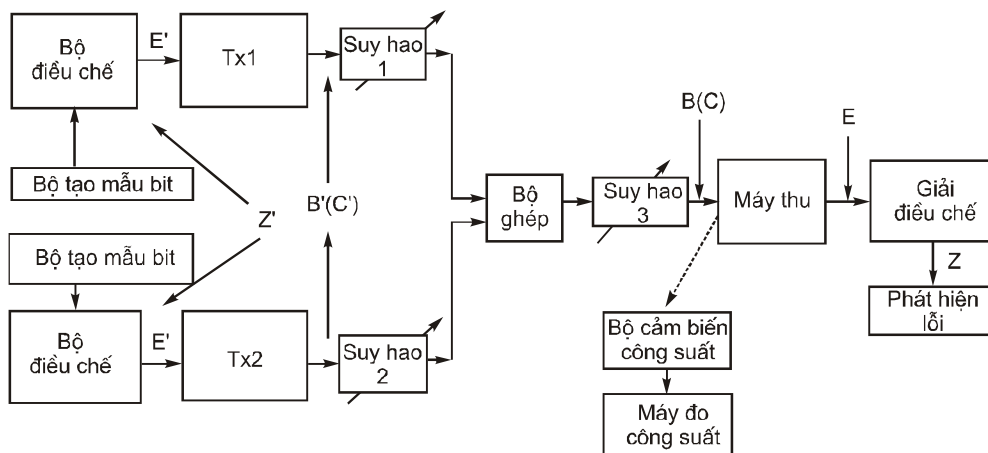 Bộ
điều chế
E'
Tx1
Suy hao
1
Bộ tạo mẫu bit
Z'
B'(C')
Bộ tạo mẫu bit
Bộ
điều chế
E'
Tx2
Suy hao
2
Bộ
ghép
Suy hao
3
B(C)
Máy thu
E
Giải
điều chế
Z
Phát hiện
lỗi
Bộ cảm biến
công suất
Máy đo
công suất